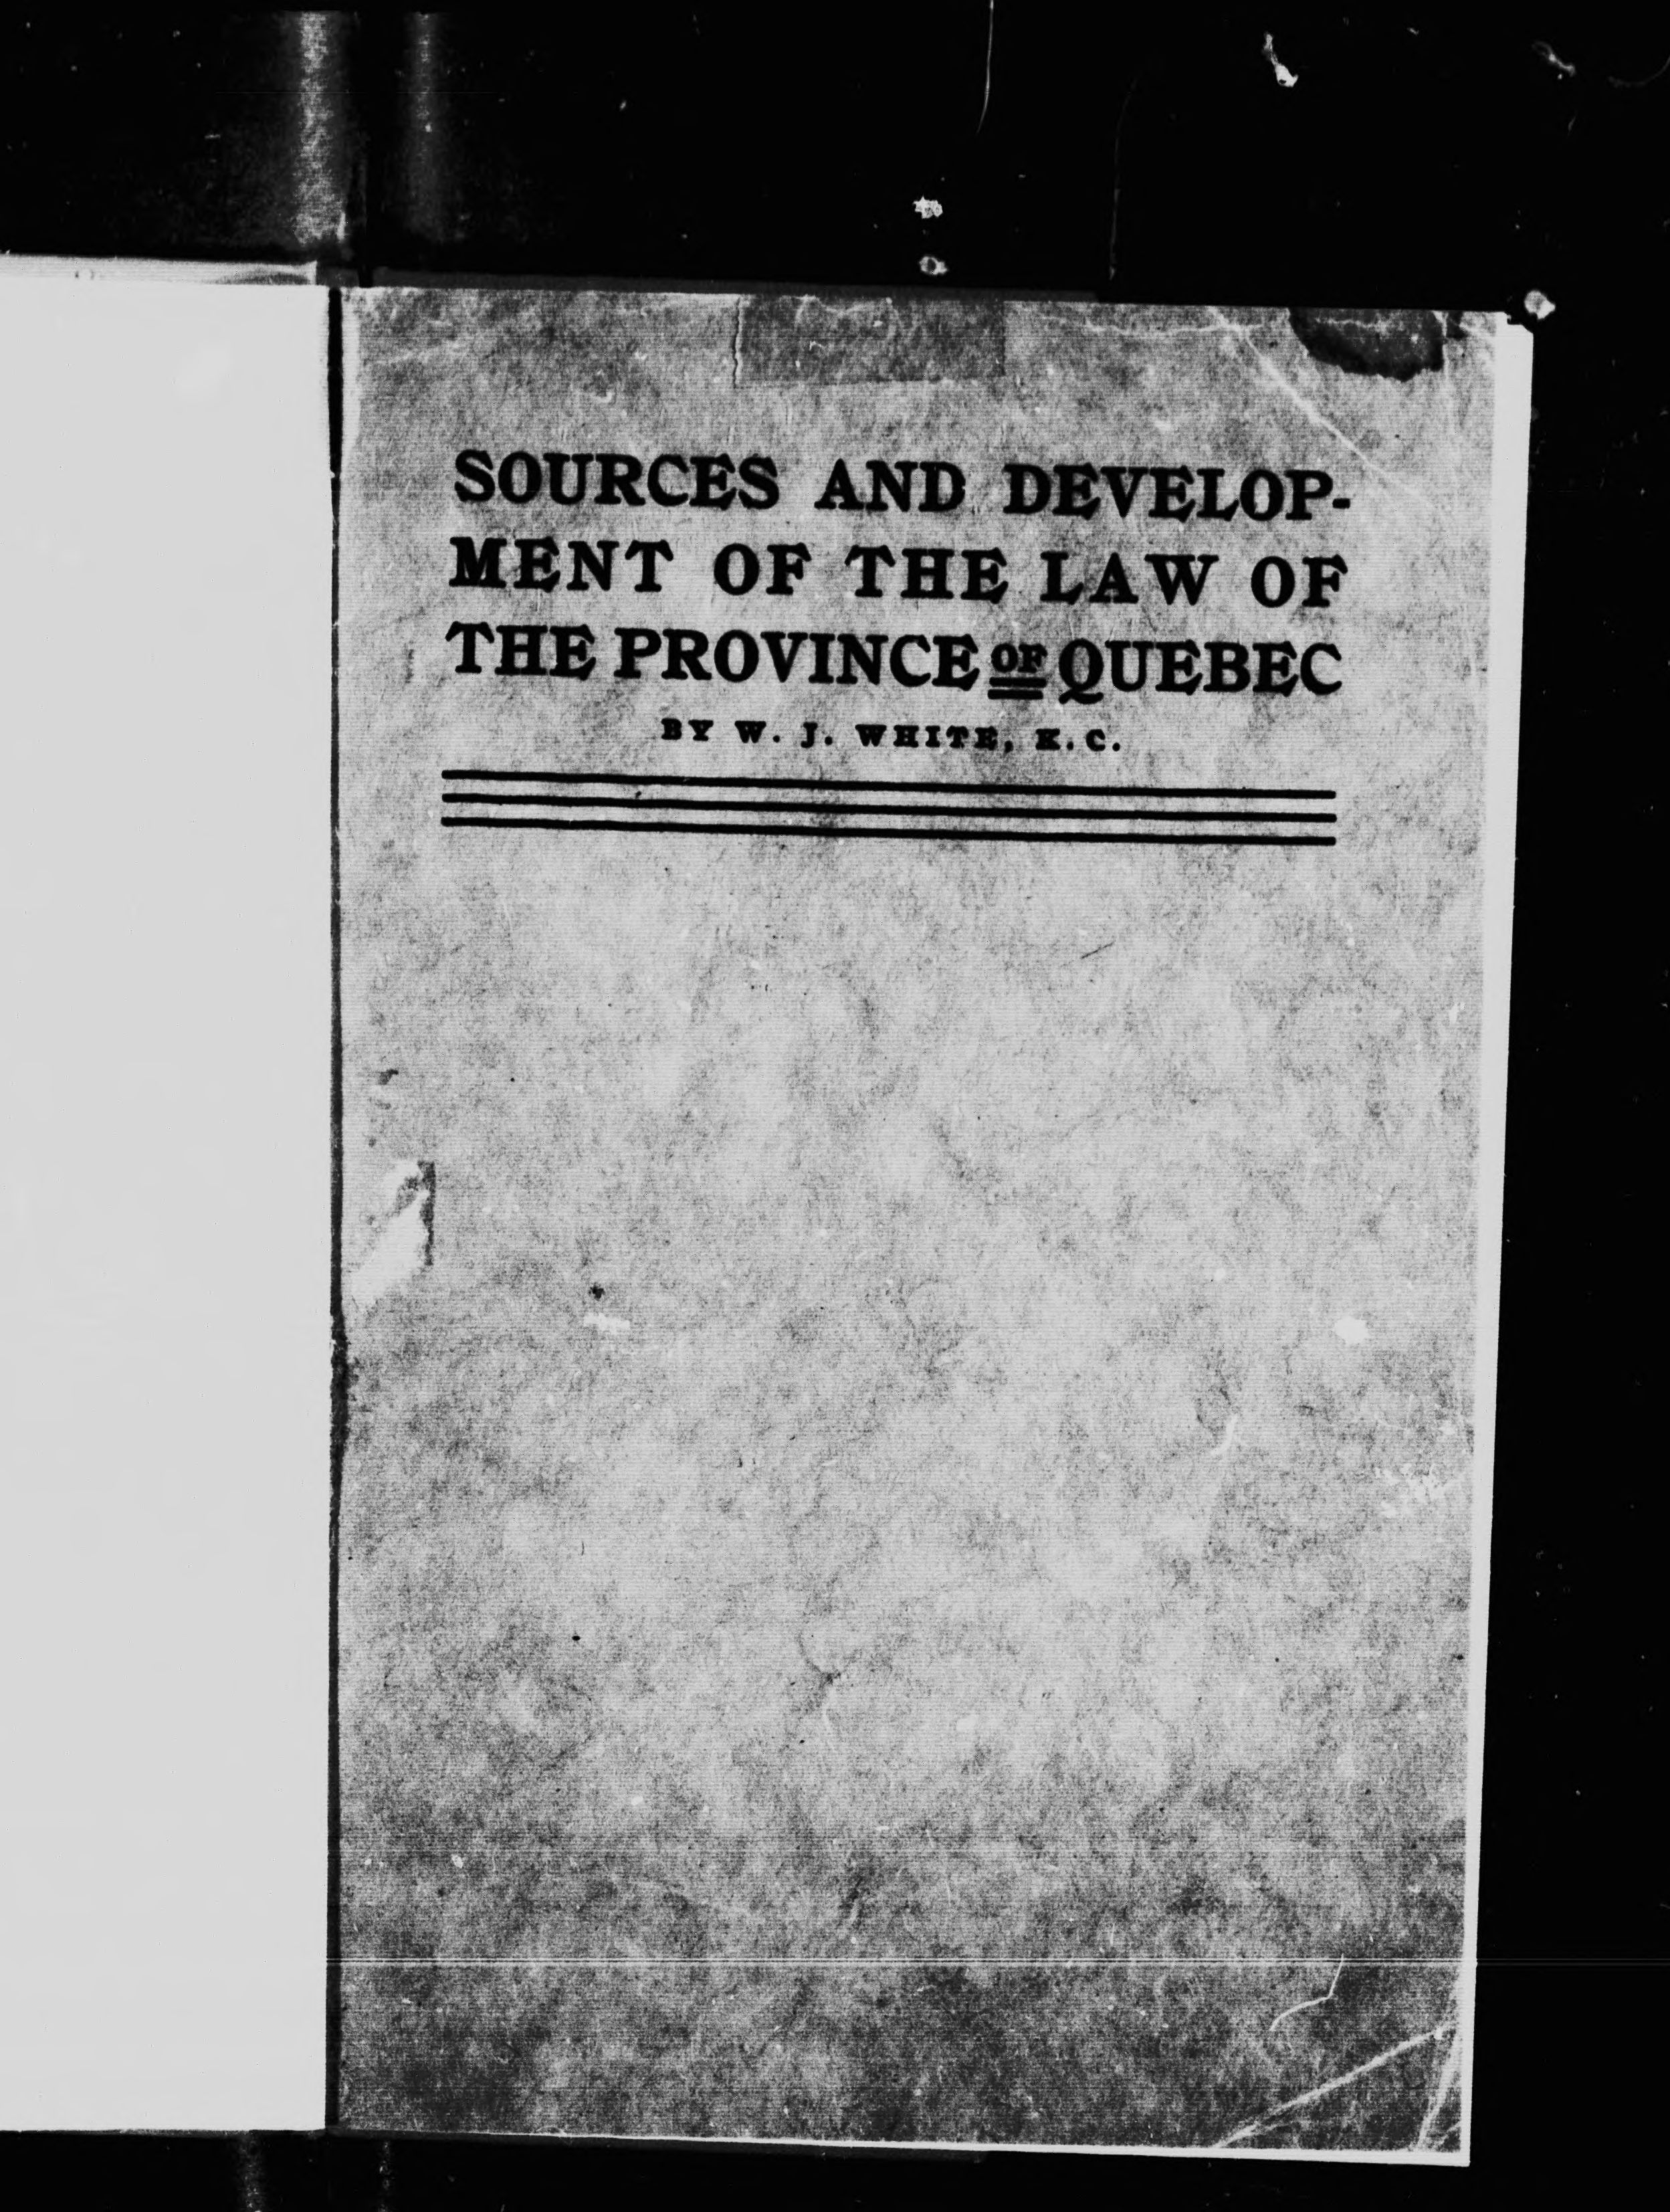 SOURCES AND DEVELOP-
MENT OF THE LAW OF
THE PROVINCE OF QUEBEC
BY W. J. WHITE, K. C.